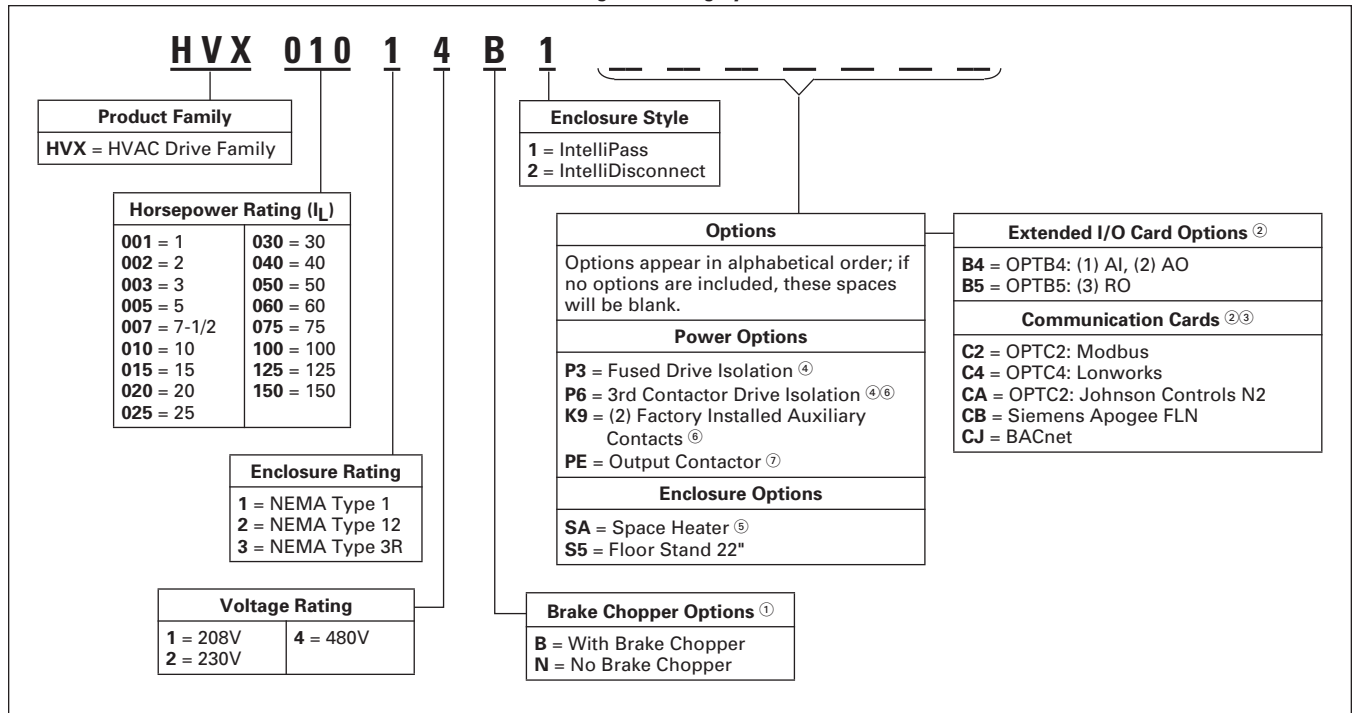 HVX 010 1 4 B 1
Product Family
HVX = HVAC Drive Family
Enclosure Style
1 = IntelliPass
2 = IntelliDisconnect
Horsepower Rating (IL)
001 = 1
002 = 2
003 = 3
005 = 5
007 = 7-1/2
010 = 10
015 = 15
020 = 20
025 = 25
030 = 30
040 = 40
050 = 50
060 = 60
075 = 75
100 = 100
125 = 125
150 = 150
Options
Options appear in alphabetical order; if
no options are included, these spaces
will be blank.
Power Options
P3 = Fused Drive Isolation ④
P6 = 3rd Contactor Drive Isolation ④⑥
K9 = (2) Factory Installed Auxiliary
Contacts ⑥
PE = Output Contactor ⑦
Enclosure Options
SA = Space Heater ⑤
S5 = Floor Stand 22"
Extended I/O Card Options ②
B4 = OPTB4: (1) AI, (2) AO
B5 = OPTB5: (3) RO
Communication Cards ②③
C2 = OPTC2: Modbus
C4 = OPTC4: Lonworks
CA = OPTC2: Johnson Controls N2
CB = Siemens Apogee FLN
CJ = BACnet
Enclosure Rating
1 = NEMA Type 1
2 = NEMA Type 12
3 = NEMA Type 3R
Voltage Rating
1 = 208V
2 = 230V
4 = 480V
Brake Chopper Options ①
B = With Brake Chopper
N = No Brake Chopper